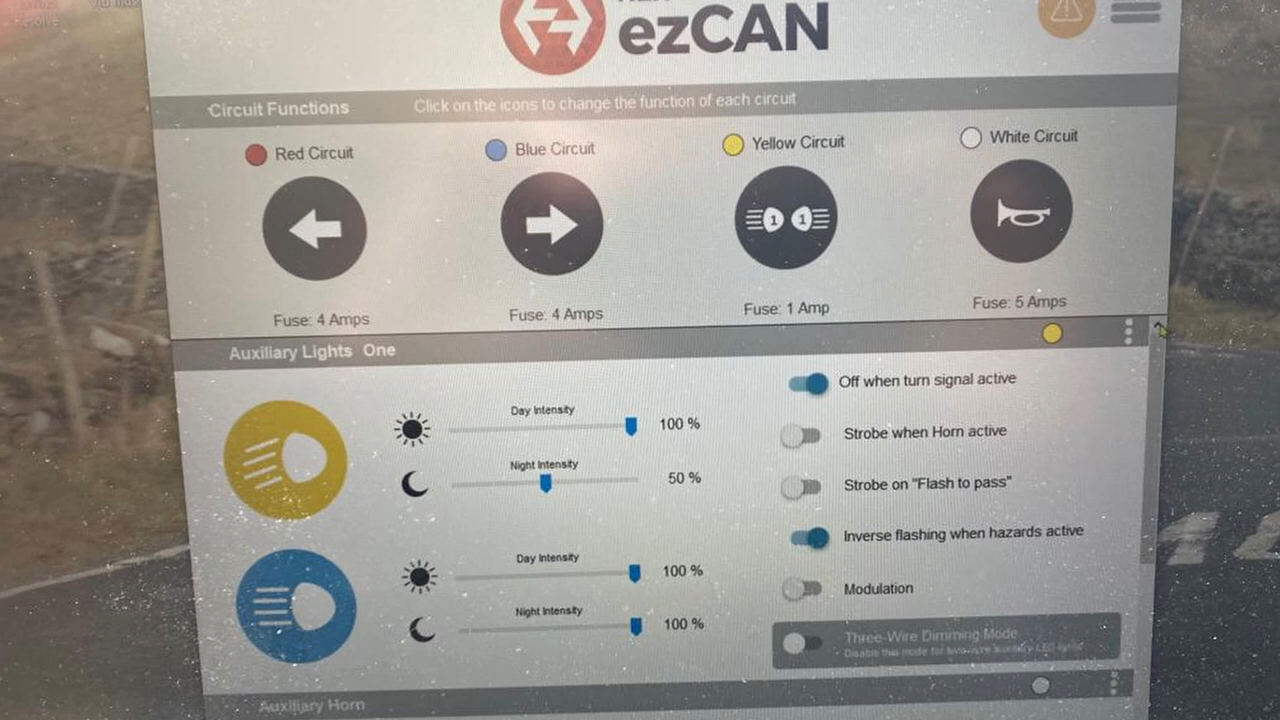 ezCAN
Circuit Functions Click on the icons to change the function of each circuit
Red Circuit Blue Circuit Yellow Circuit White Circuit
1 1
Fuse: 4 Amps Fuse: 4 Amps Fuse: 1 Amp Fuse: 5 Amps
Auxiliary Lights One
Off when turn signal active
Day Intensity 100 %
Strobe when Horn active
Night Intensity 50 %
Strobe on "Flash to pass"
Inverse flashing when hazards active
Day Intensity 100 %
Modulation
Night Intensity 100 %
Three-Wire Dimming Mode
Disable this mode for
Auxiliary Horn